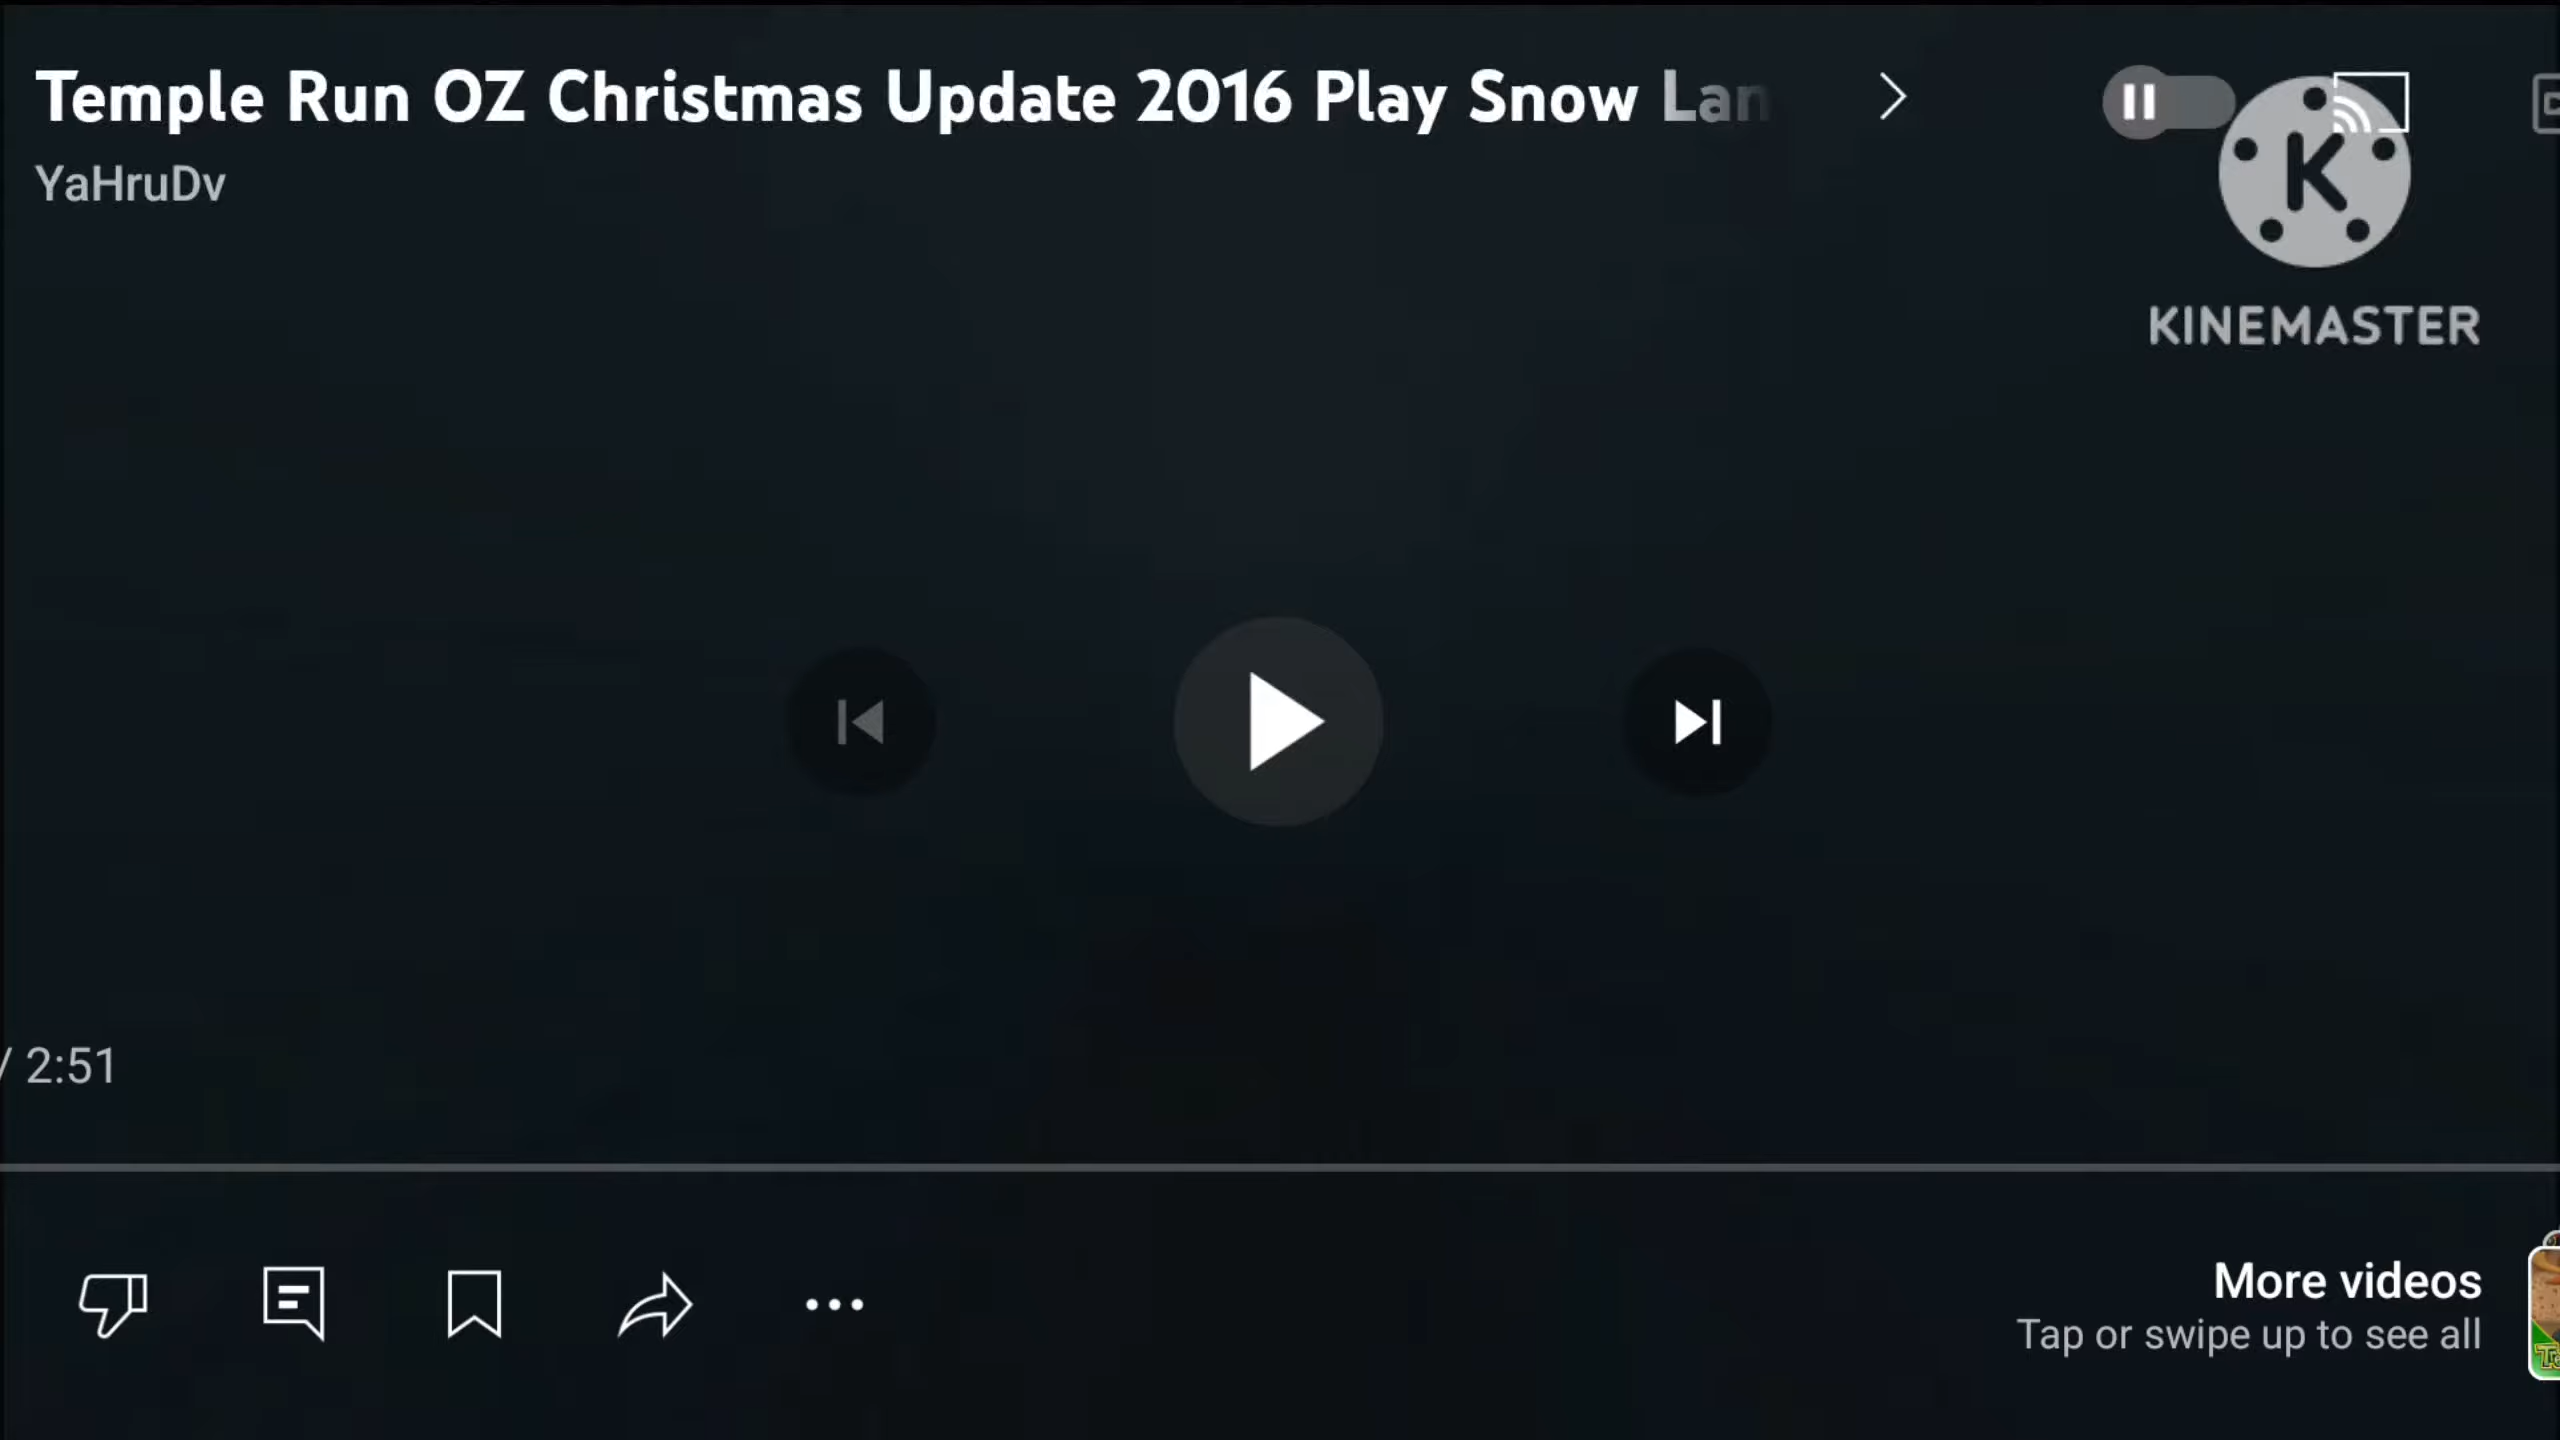 Temple Run OZ Christmas Update 2016 Play Snow Lan
YaHruDv
K
KINEMASTER
/ 2:51
More videos
Tap or swipe up to see all